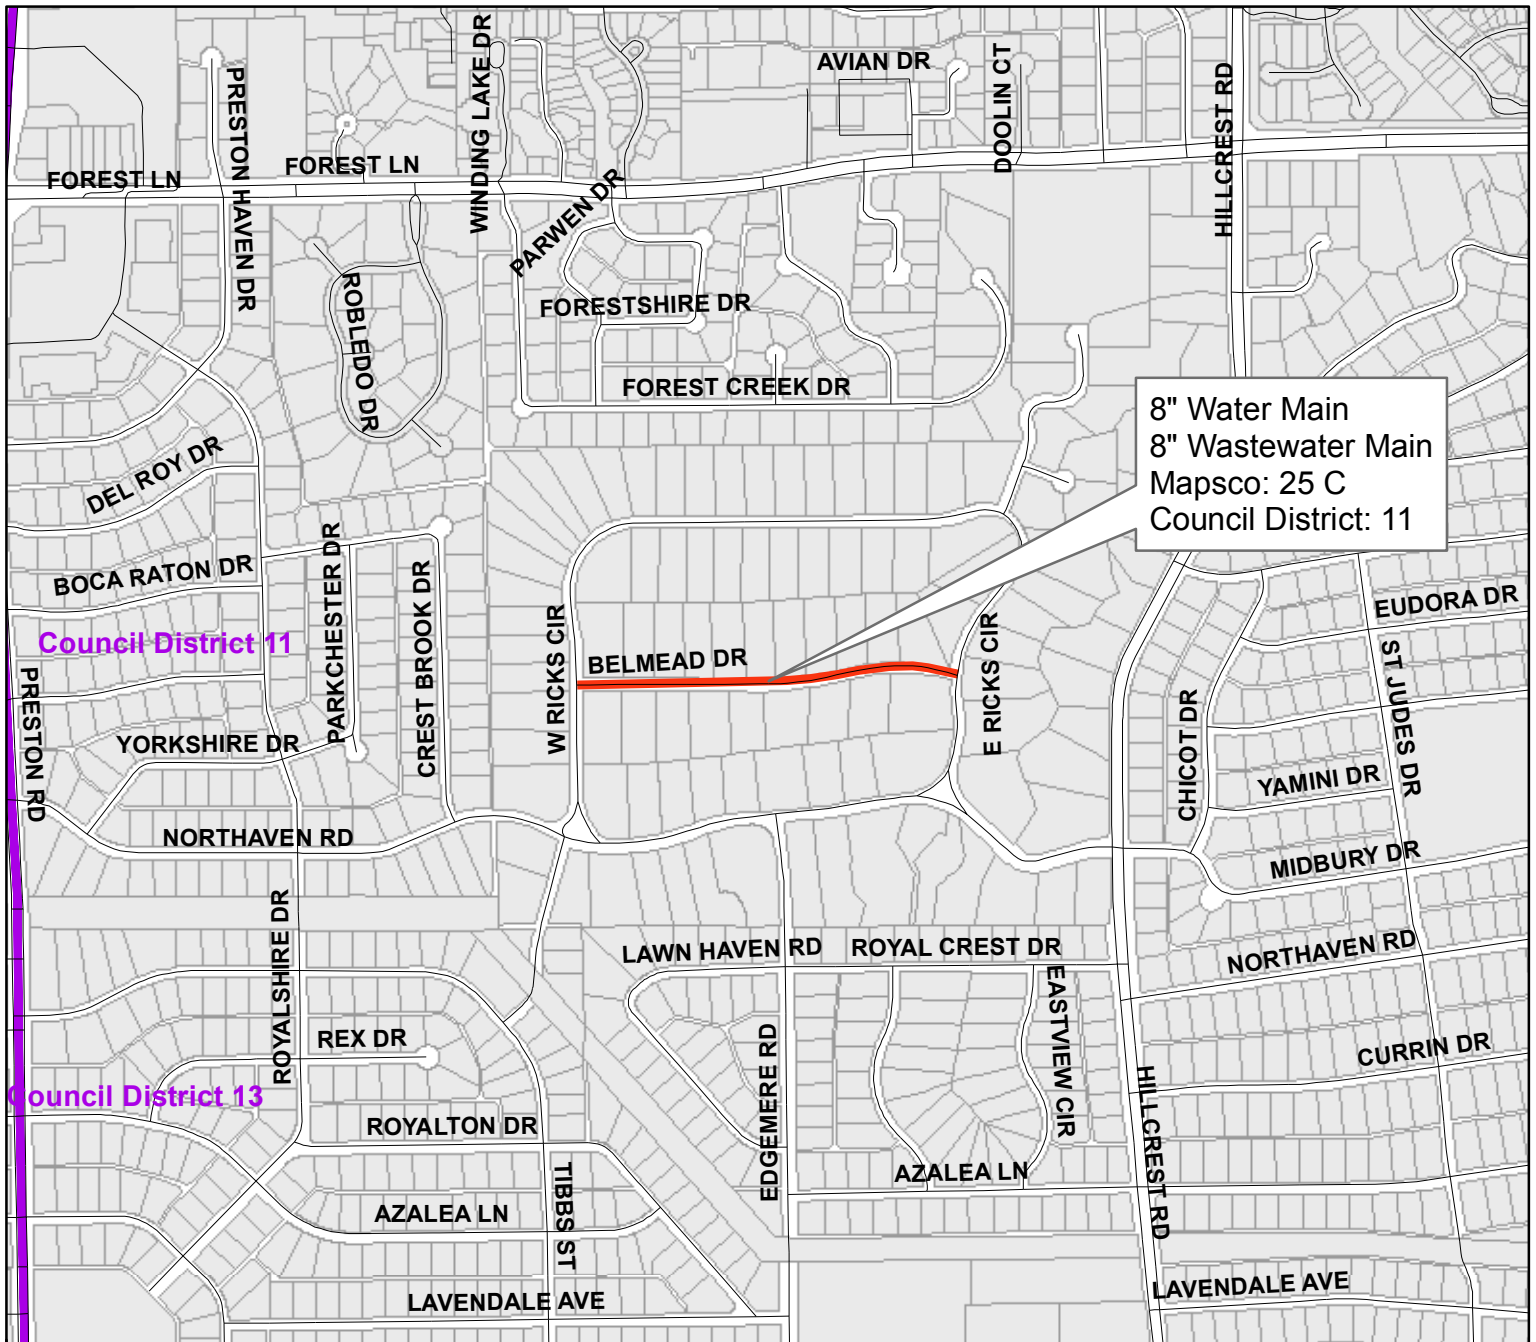 AVIAN DR
DOOLIN CT
HILLCREST RD
WINDING LAKE DR
PRESTON HAVEN DR
FOREST LN
FOREST LN
PARWEN DR
ROBLEDO DR
FORESTSHIRE DR
FOREST CREEK DR
8" Water Main
8" Wastewater Main
Mapsco: 25 C
Council District: 11
DEL ROY DR
BOCA RATON DR
PARKCHESTER DR
CREST BROOK DR
W RICKS CIR
BELMEAD DR
E RICKS CIR
EUDORA DR
Council District 11
ST JUDES DR
PRESTON RD
YORKSHIRE DR
CHICOT DR
YAMINI DR
NORTHAVEN RD
MIDBURY DR
ROYALSHIRE DR
LAWN HAVEN RD
ROYAL CREST DR
NORTHAVEN RD
EASTVIEW CIR
REX DR
EDGEMERE RD
CURRIN DR
Council District 13
HILLCREST RD
ROYALTON DR
AZALEA LN
TIBBS ST
AZALEA LN
LAVENDALE AVE
LAVENDALE AVE